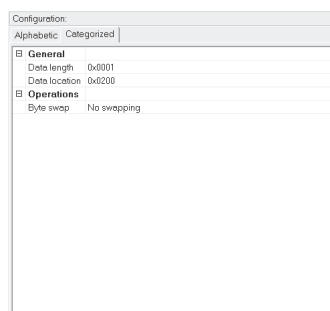 Configuration:
Alphabetic Categorized
General
Data length 0x0001
Data location 0x0200
Operations
Byte swap No swapping